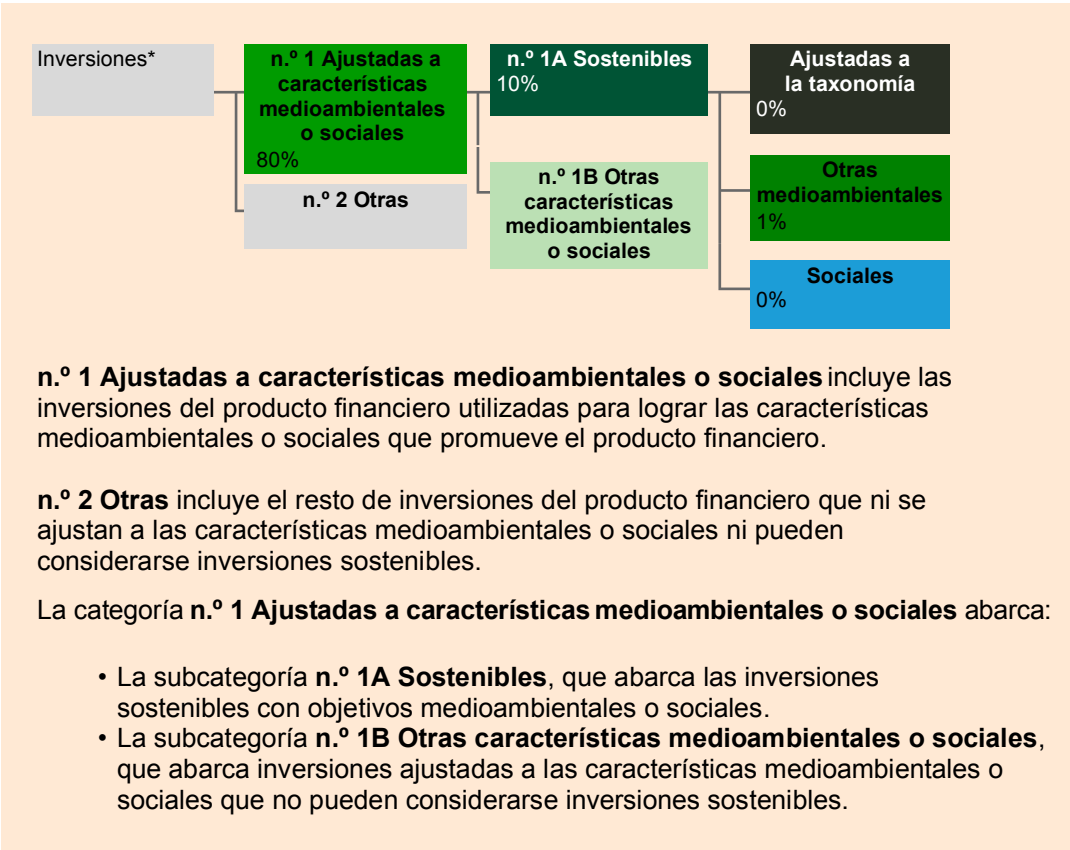 Inversiones*
n.º 1 Ajustadas a
características
medioambientales
o sociales
80%
n.º 2 Otras
n.º 1A Sostenibles
10%
n.º 1B Otras
características
medioambientales
o sociales
Ajustadas a
la taxonomía
0%
Otras
medioambientales
1%
Sociales
0%
n.º 1 Ajustadas a características medioambientales o sociales incluye las
inversiones del producto financiero utilizadas para lograr las características
medioambientales o sociales que promueve el producto financiero.
n.º 2 Otras incluye el resto de inversiones del producto financiero que ni se
ajustan a las características medioambientales o sociales ni pueden
considerarse inversiones sostenibles.
La categoría n.º 1 Ajustadas a características medioambientales o sociales abarca:
• La subcategoría n.º 1A Sostenibles, que abarca las inversiones
sostenibles con objetivos medioambientales o sociales.
• La subcategoría n.º 1B Otras características medioambientales o sociales,
que abarca inversiones ajustadas a las características medioambientales o
sociales que no pueden considerarse inversiones sostenibles.